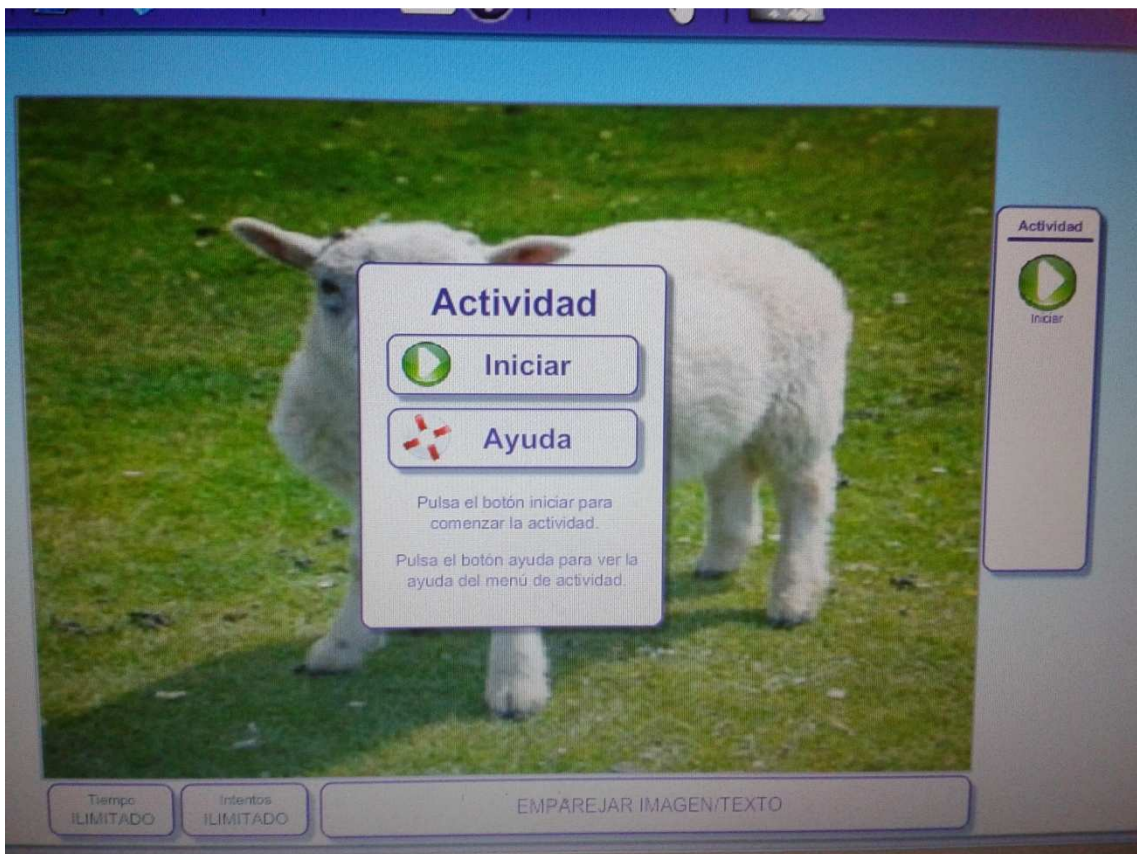 Actividad
Iniciar
Ayuda
Pulsa el botón iniciar para
comenzar la actividad.
Pulsa el botón ayuda para ver la
ayuda del menú de actividad.
Actividad
Iniciar
Tiempo
ILIMITADO
Intentos
ILIMITADO
EMPAREJAR IMAGEN/TEXTO